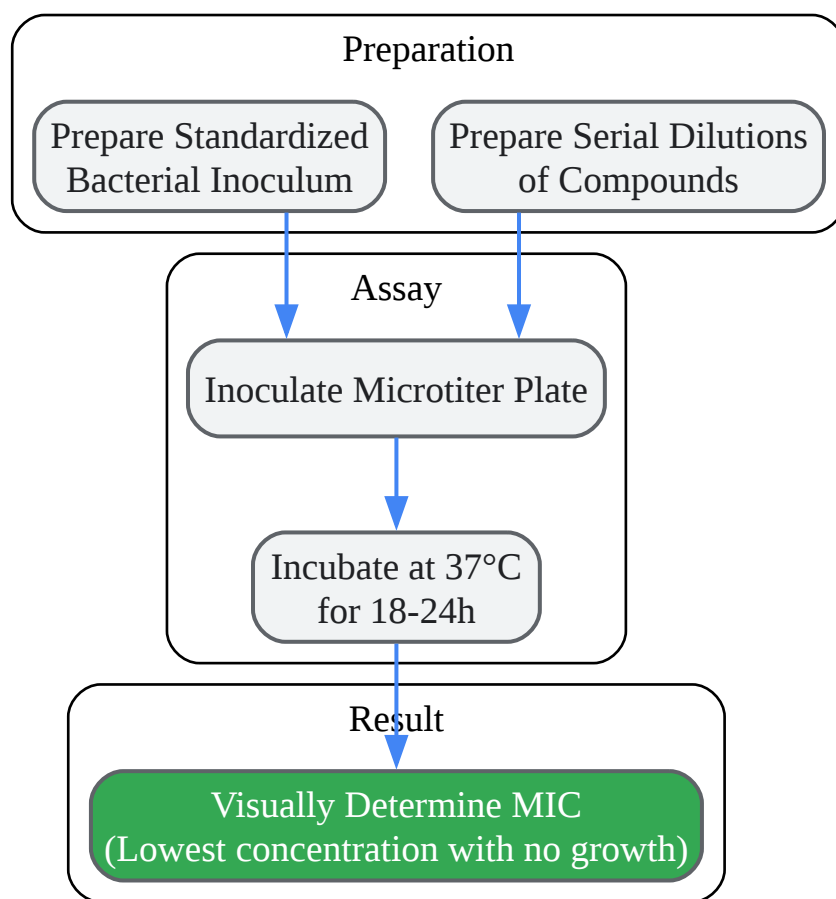 Preparation
Prepare Standardized
Bacterial Inoculum
Prepare Serial Dilutions
of Compounds
Assay
Inoculate Microtiter Plate
Incubate at 37°C
for 18-24h
Result
Visually Determine MIC
(Lowest concentration with no growth)